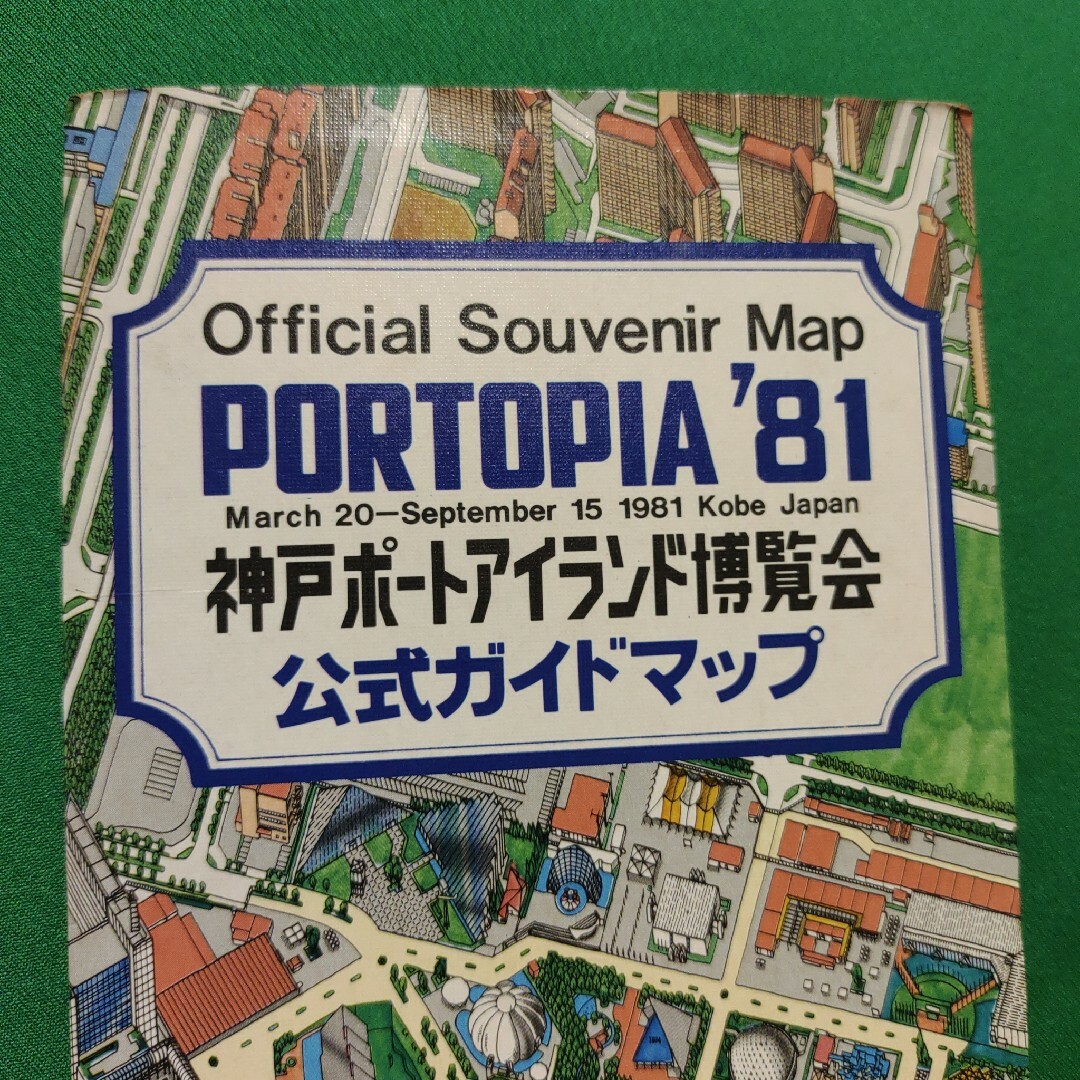 Official Souvenir Map
PORTOPIA '81
March 20–September 15 1981 Kobe Japan
神戸ポートアイランド博覧会
公式ガイドマップ